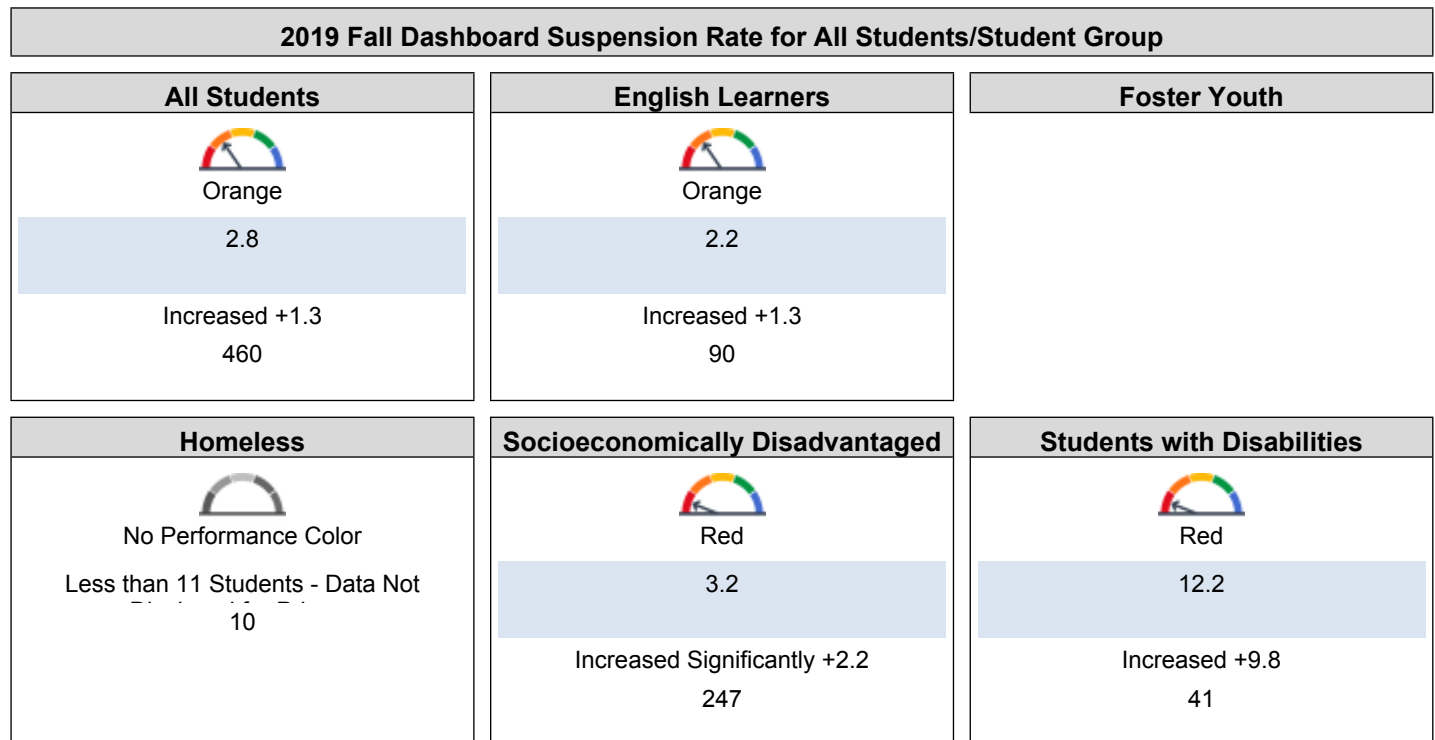 2019 Fall Dashboard Suspension Rate for All Students/Student Group
All Students
Orange
2.8
Increased +1.3
460
English Learners
Orange
2.2
Increased +1.3
90
Foster Youth
Homeless
No Performance Color
Less than 11 Students - Data Not
10
Socioeconomically Disadvantaged
Red
3.2
Increased Significantly +2.2
247
Students with Disabilities
Red
12.2
Increased +9.8
41